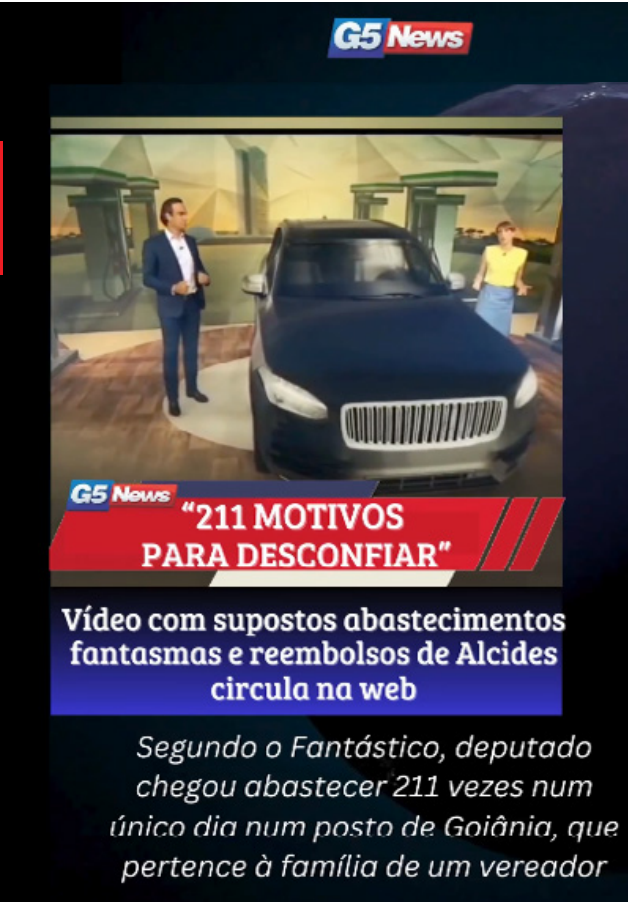 G5 News
G5 News
“211 MOTIVOS
PARA DESCONFIAR”
Vídeo com supostos abastecimentos
fantasmas e reembolsos de Alcides
circula na web
Segundo o Fantástico, deputado
chegou abastecer 211 vezes num
único dia num posto de Goiânia, que
pertence à família de um vereador